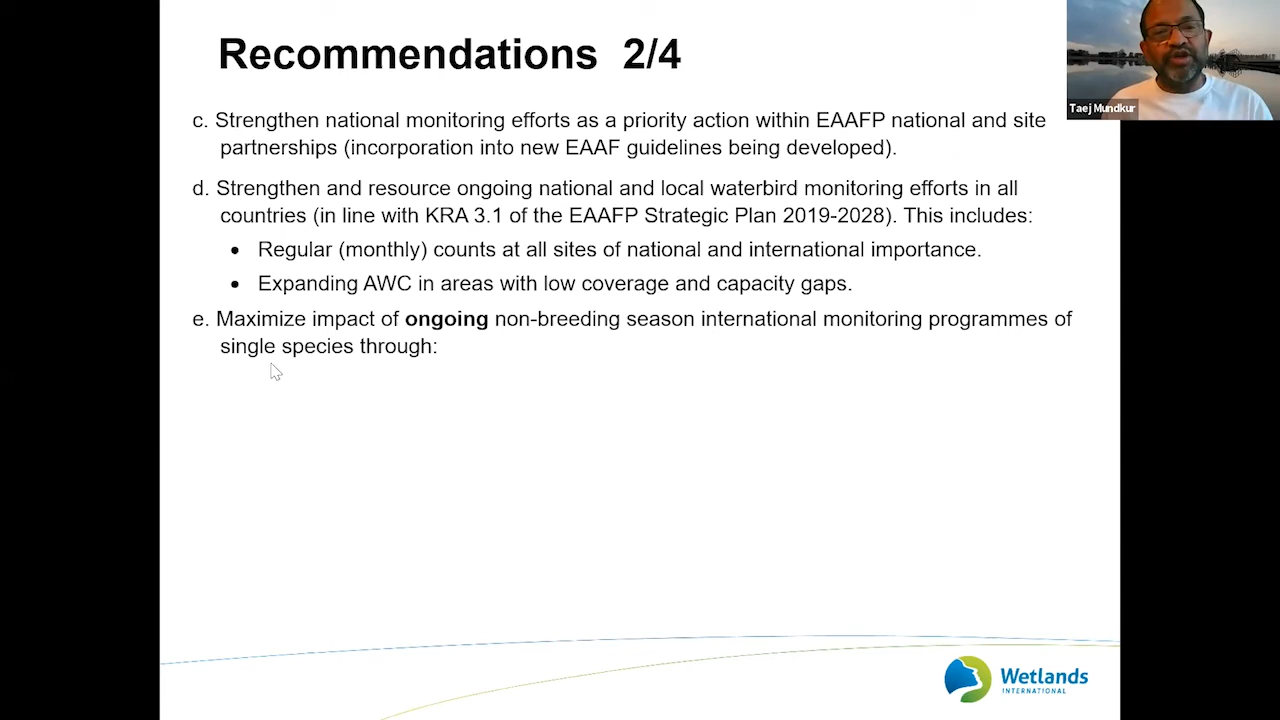 Recommendations 2/4
Taej Mundkur
c. Strengthen national monitoring efforts as a priority action within EAAFP national and site
partnerships (incorporation into new EAAF guidelines being developed).
d. Strengthen and resource ongoing national and local waterbird monitoring efforts in all
countries (in line with KRA 3.1 of the EAAFP Strategic Plan 2019-2028). This includes:
• Regular (monthly) counts at all sites of national and international importance.
• Expanding AWC in areas with low coverage and capacity gaps.
e. Maximize impact of ongoing non-breeding season international monitoring programmes of
single species through:
Wetlands
INTERNATIONAL